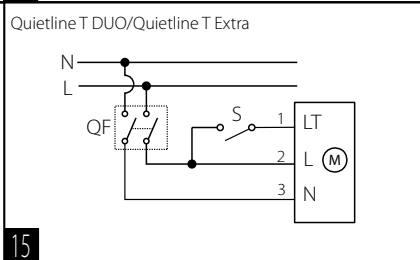 Quietline T DUO/Quietline T Extra
N
L
QF
S
1 LT
2 L M
3 N
15